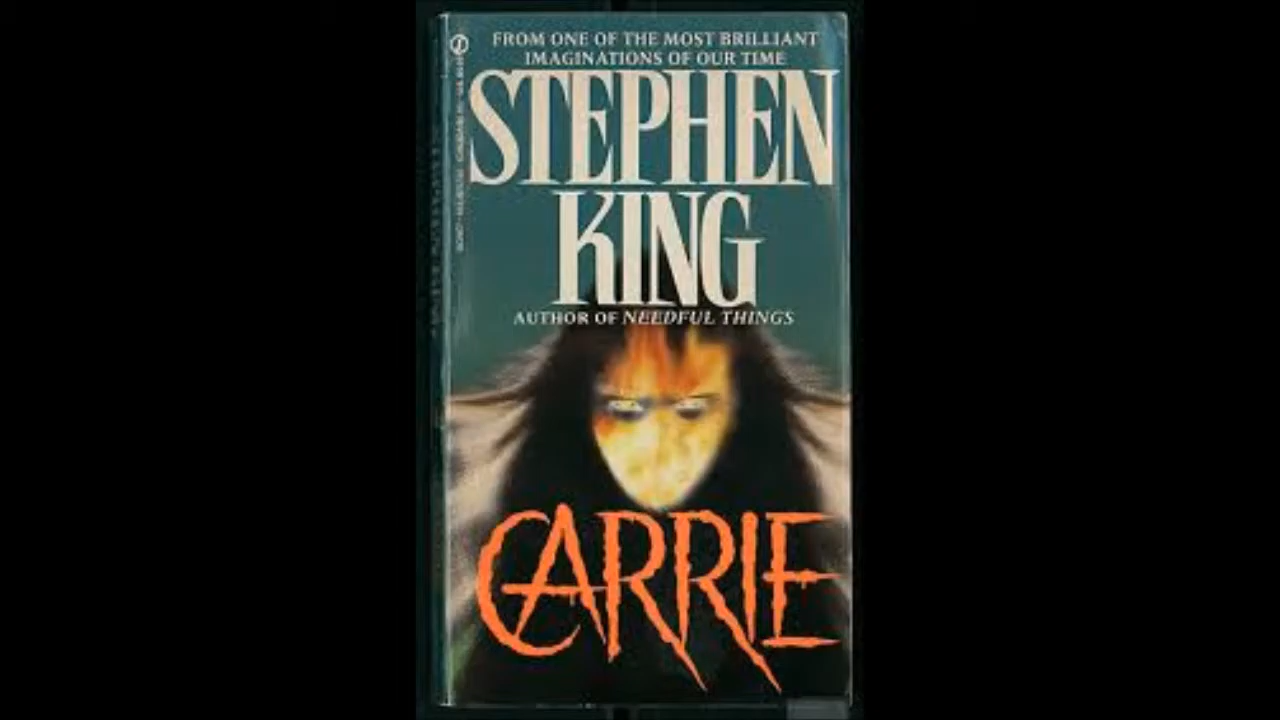 FROM ONE OF THE MOST BRILLIANT
IMAGINATIONS OF OUR TIME
STEPHEN
KING
AUTHOR OF NEEDFUL THINGS
CARRIE